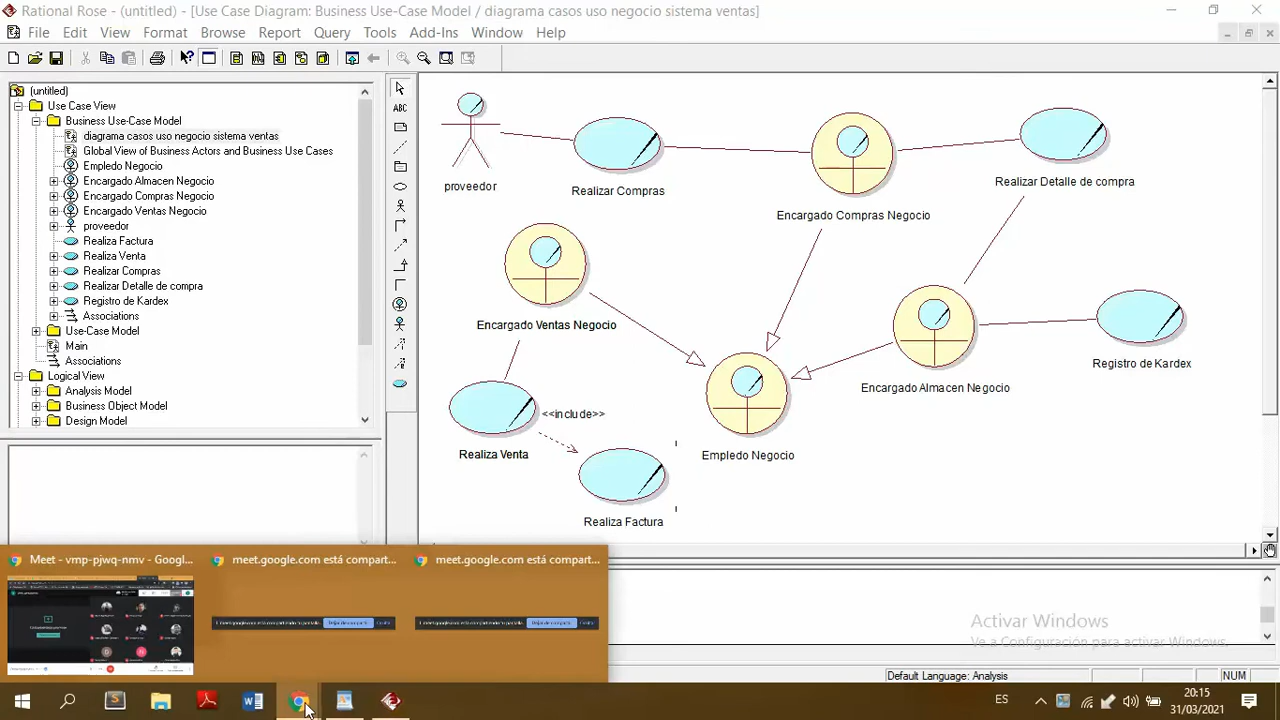 Rational Rose - (untitled) - [Use Case Diagram: Business Use-Case Model / diagrama casos uso negocio sistema ventas]
File Edit View Format Browse Report Query Tools Add-Ins Window Help
(untitled)
Use Case View
Business Use-Case Model
diagrama casos uso negocio sistema ventas
Global View of Business Actors and Business Use Cases
Empledo Negocio
Encargado Almacen Negocio
Encargado Compras Negocio
Encargado Ventas Negocio
proveedor
Realiza Factura
Realiza Venta
Realizar Compras
Realizar Detalle de compra
Registro de Kardex
Associations
Use-Case Model
Main
Associations
Logical View
Analysis Model
Business Object Model
Design Model
ABC
proveedor
Realizar Compras
Encargado Compras Negocio
Realizar Detalle de compra
Encargado Ventas Negocio
Encargado Almacen Negocio
Registro de Kardex
Realiza Venta
<<include>>
Empledo Negocio
Realiza Factura
Meet - vmp-pjwq-nmv - Googl...
meet.google.com está compart...
meet.google.com está compart...
Activar Windows
Ve a Configuración para activar Windows.
Default Language: Analysis
NUM
ES
20:15
31/03/2021